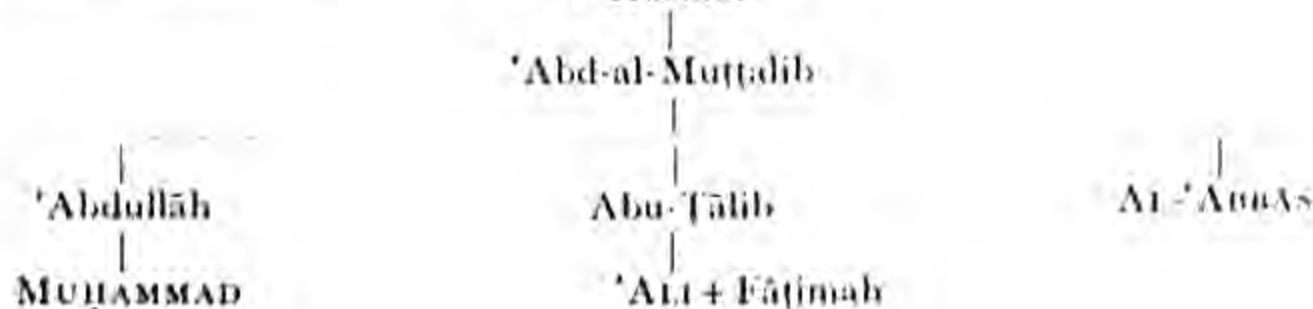 'Abd-al-Muṭṭalib
'Abdullāh Abu-Ṭālib AL-'ABBĀS
MUḤAMMAD 'ALI + Fāṭimah